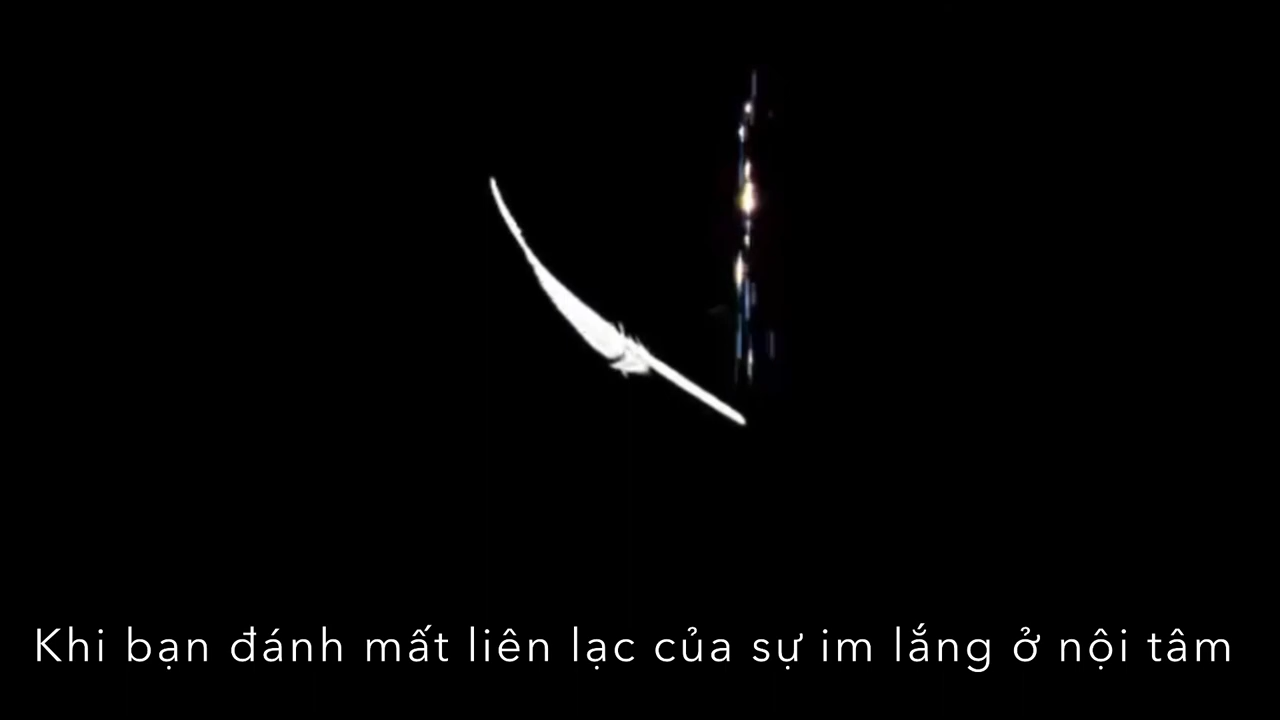 Khi bạn đánh mất liên lạc của sự im lắng ở nội tâm